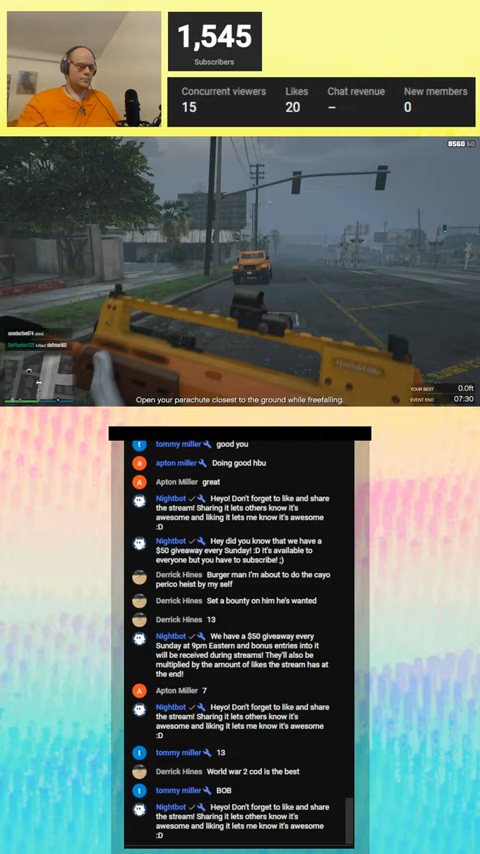 1,545
Subscribers
Concurrent viewers
15
Likes
20
Chat revenue
–
New members
0
YOUR BEST 0.0ft
EVENT END 07:30
Open your parachute closest to the ground while freefalling.
tommy miller good you
apton miller Doing good hbu
Apton Miller great
Nightbot Heyo! Don't forget to like and share
the stream! Sharing it lets others know it's
awesome and liking it lets me know it's awesome
:D
Nightbot Hey did you know that we have a
$50 giveaway every Sunday! :D It's available to
everyone but you have to subscribe! ;)
Derrick Hines Burger man I'm about to do the cayo
perico heist by my self
Derrick Hines Set a bounty on him he's wanted
Derrick Hines 13
Nightbot We have a $50 giveaway every
Sunday at 9pm Eastern and bonus entries into it
will be received during streams! They'll also be
multiplied by the amount of likes the stream has at
the end!
Apton Miller 7
Nightbot Heyo! Don't forget to like and share
the stream! Sharing it lets others know it's
awesome and liking it lets me know it's awesome
:D
tommy miller 13
Derrick Hines World war 2 cod is the best
tommy miller BOB
Nightbot Heyo! Don't forget to like and share
the stream! Sharing it lets others know it's
awesome and liking it lets me know it's awesome
:D